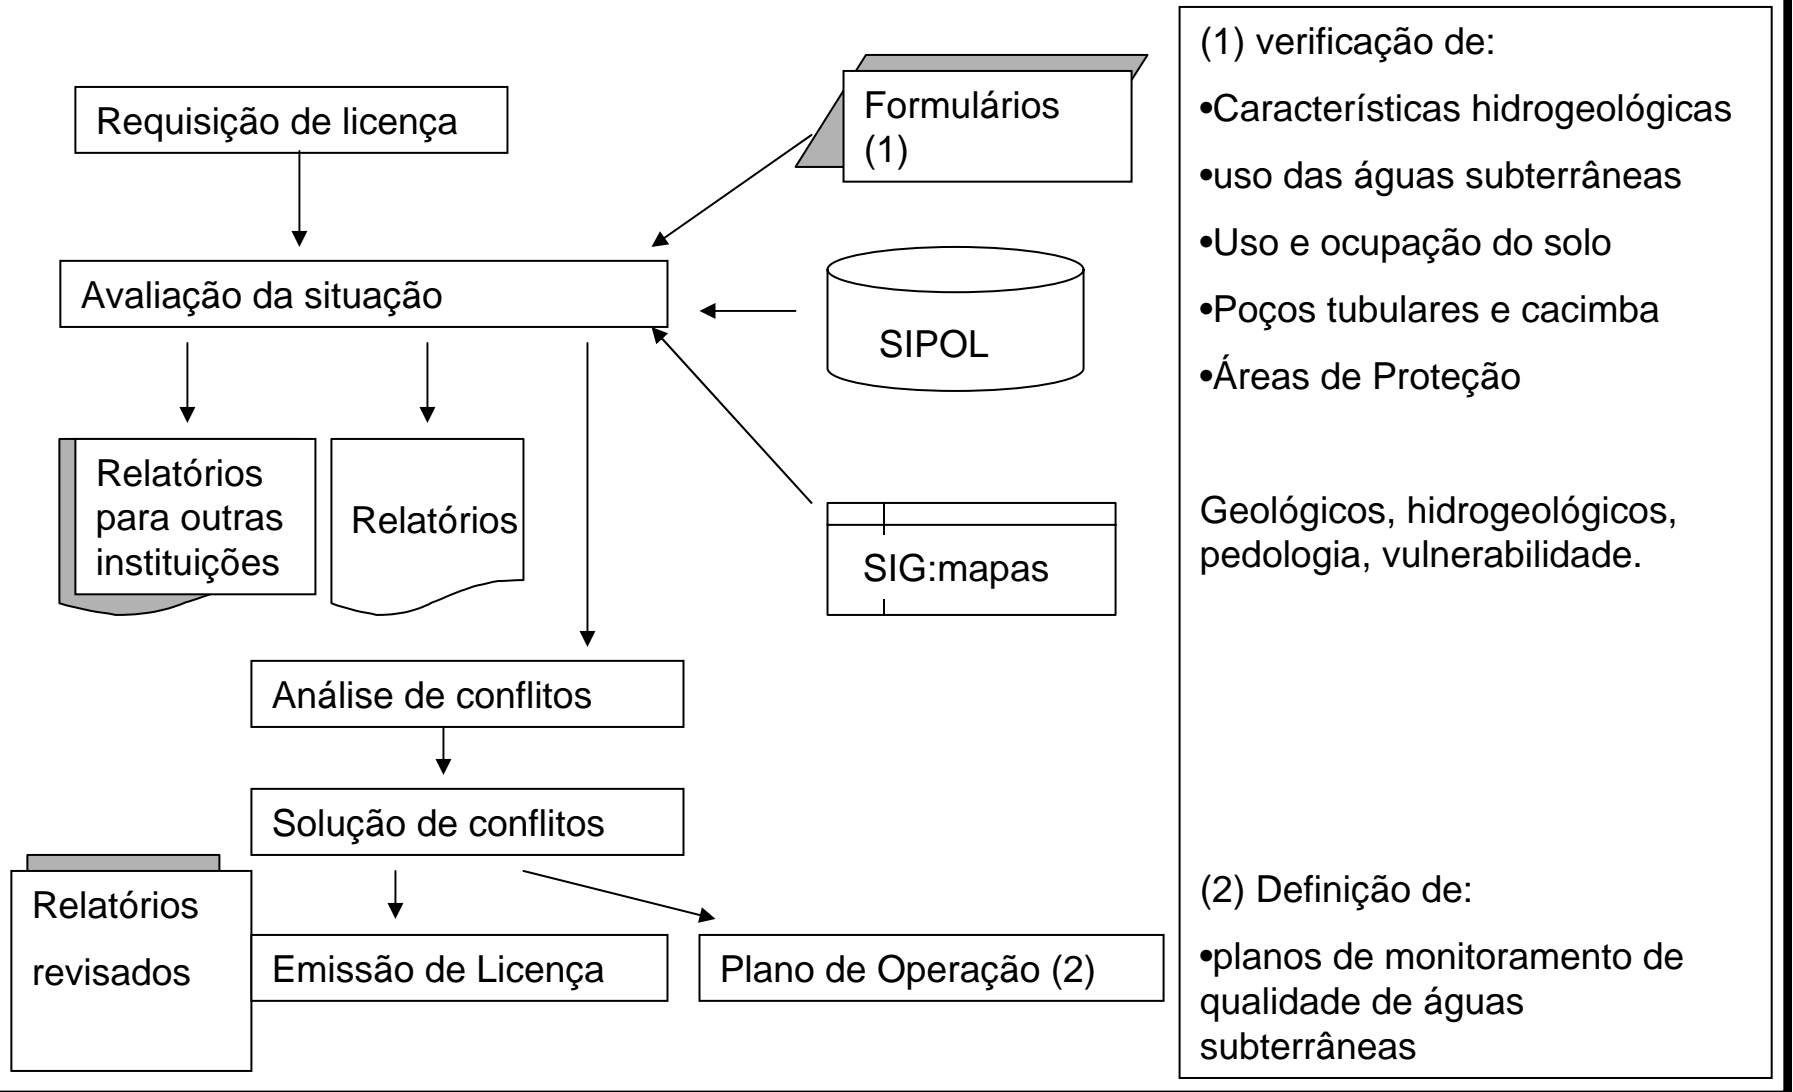 Requisição de licença
Formulários
(1)
Avaliação da situação
SIPOL
Relatórios
para outras
instituições
Relatórios
SIG:mapas
Análise de conflitos
Solução de conflitos
Relatórios
revisados
Emissão de Licença
Plano de Operação (2)
(1) verificação de:
•Características hidrogeológicas
•uso das águas subterrâneas
•Uso e ocupação do solo
•Poços tubulares e cacimba
•Áreas de Proteção
Geológicos, hidrogeológicos,
pedologia, vulnerabilidade.
(2) Definição de:
•planos de monitoramento de
qualidade de águas
subterrâneas